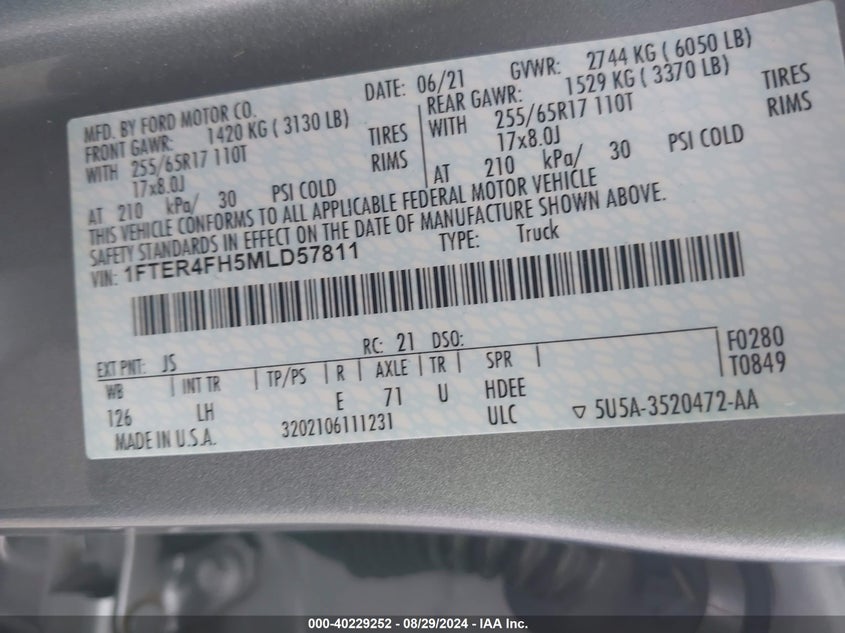 MFD. BY FORD MOTOR CO. DATE: 06/21 GVWR: 2744 KG ( 6050 LB)
FRONT GAWR: 1420 KG ( 3130 LB) REAR GAWR: 1529 KG ( 3370 LB)
WITH 255/65R17 110T TIRES WITH 255/65R17 110T TIRES
17x8.0J RIMS 17x8.0J RIMS
AT 210 kPa/ 30 PSI COLD AT 210 kPa/ 30 PSI COLD
THIS VEHICLE CONFORMS TO ALL APPLICABLE FEDERAL MOTOR VEHICLE
SAFETY STANDARDS IN EFFECT ON THE DATE OF MANUFACTURE SHOWN ABOVE.
VIN: 1FTER4FH5MLD57811 TYPE: Truck
EXT PNT: JS RC: 21 DSO: F0280
WB INT TR TP/PS R AXLE TR SPR T0849
126 LH E 71 U HDEE
MADE IN U.S.A. 3202106111231 ULC ▽ 5U5A-3520472-AA
000-40229252 - 08/29/2024 - IAA Inc.